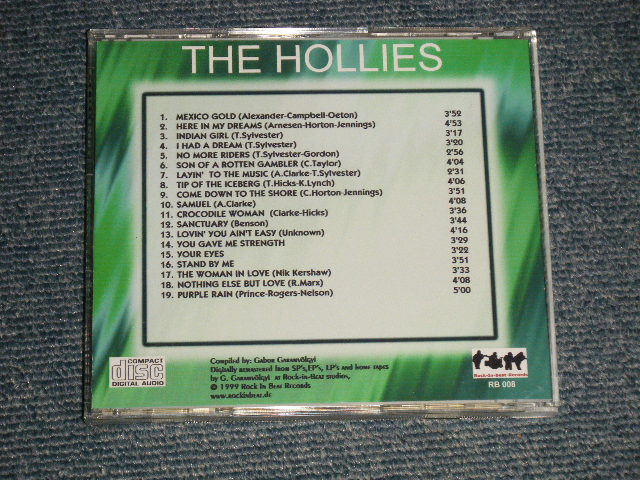 THE HOLLIES
1. MEXICO GOLD (Alexander-Campbell-Oeton) 3'52
2. HERE IN MY DREAMS (Arnesen-Horton-Jennings) 4'53
3. INDIAN GIRL (T.Sylvester) 3'17
4. I HAD A DREAM (T.Sylvester) 3'20
5. NO MORE RIDERS (T.Sylvester-Gordon) 2'56
6. SON OF A ROTTEN GAMBLER (C.Taylor) 4'04
7. LAYIN' TO THE MUSIC (A.Clarke-T.Sylvester) 2'31
8. TIP OF THE ICEBERG (T.Hicks-K.Lynch) 4'06
9. COME DOWN TO THE SHORE (C.Horton-Jennings) 3'51
10. SAMUEL (A.Clarke) 4'08
11. CROCODILE WOMAN (Clarke-Hicks) 3'36
12. SANCTUARY (Benson) 3'44
13. LOVIN' YOU AIN'T EASY (Unknown) 4'16
14. YOU GAVE ME STRENGTH 3'29
15. YOUR EYES 3'22
16. STAND BY ME 3'51
17. THE WOMAN IN LOVE (Nik Kershaw) 3'33
18. NOTHING ELSE BUT LOVE (R.Marx) 4'08
19. PURPLE RAIN (Prince-Rogers-Nelson) 5'00
COMPACT
disc
DIGITAL AUDIO
Compiled by: Gabor Garamvölgyi
Digitally remastered from SP's, EP's, LP's and home tapes
by G. Garamvölgyi at Rock-in-Beat studios,
© 1999 Rock In Beat Records
www.rockinbeat.de
Rock-In-Beat-Records
RB 008